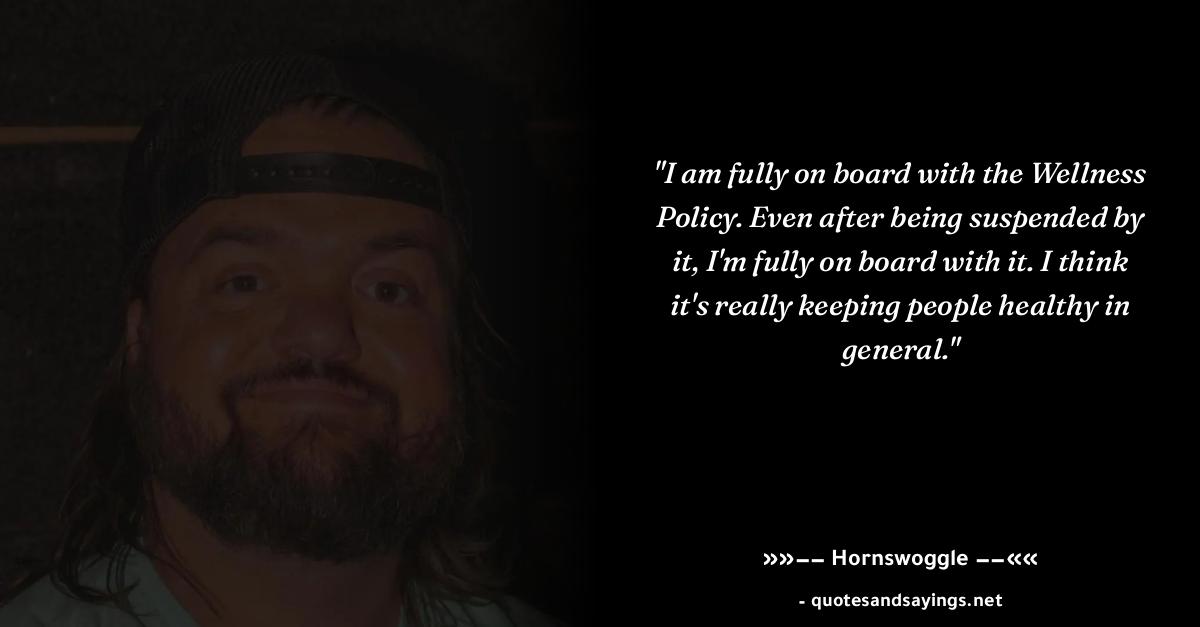 "I am fully on board with the Wellness
Policy. Even after being suspended by
it, I'm fully on board with it. I think
it's really keeping people healthy in
general."
»»−− Hornswoggle −−««
- quotesandsayings.net